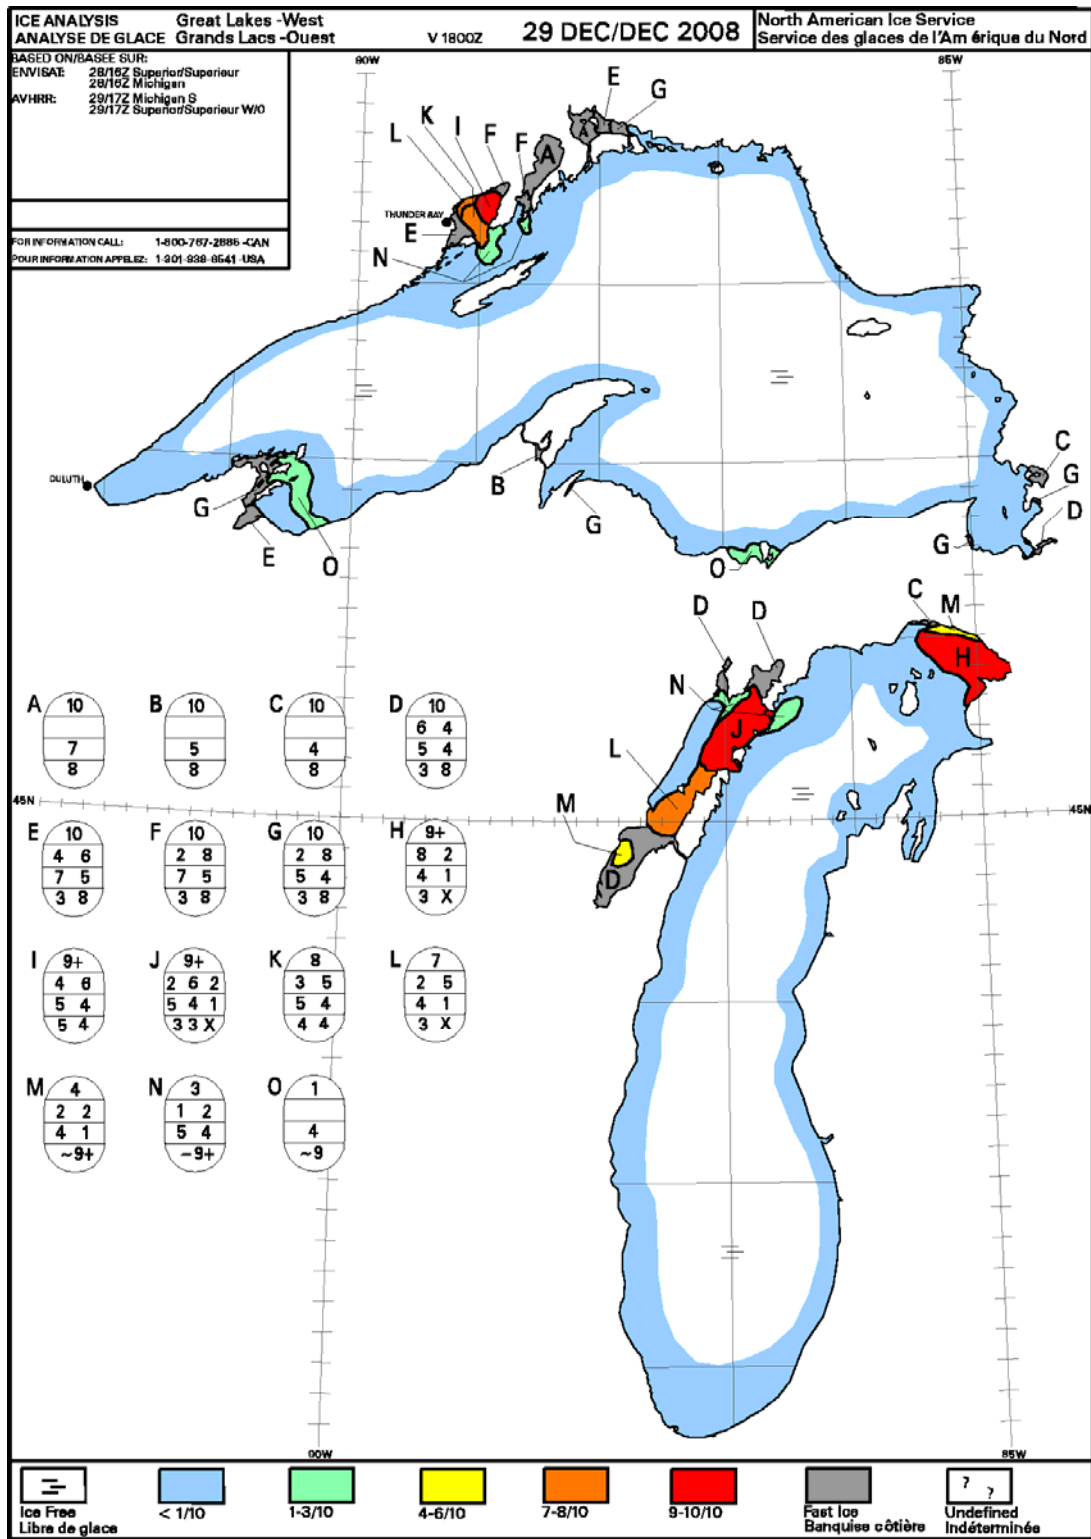 ICE ANALYSIS Great Lakes -West
ANALYSE DE GLACE Grands Lacs -Ouest
V 1800Z
29 DEC/DEC 2008
North American Ice Service
Service des glaces de l'Am érique du Nord
BASED ON/BASEE SUR:
ENVISAT: 28/16Z Superior/Superieur
28/16Z Michigan
AVHRR: 29/17Z Michigan S
29/17Z Superior/Superieur W/O
FOR INFORMATION CALL: 1-800-767-2885 -CAN
POUR INFORMATION APPELEZ: 1-301-938-8541 -USA
90W 85W
E G
K I F F A A
L
THUNDER BAY
E
N
DULUTH
C
G
B G D
G
G
E O O
C M
D D
H
N
J
L
M
D
A 10 B 10 C 10 D 10
6 4
7 5 4 5 4
8 8 8 3 8
45N 45N
E 10 F 10 G 10 H 9+
4 6 2 8 2 8 8 2
7 5 7 5 5 4 4 1
3 8 3 8 3 8 3 X
I 9+ J 9+ K 8 L 7
4 6 2 6 2 3 5 2 5
5 4 5 4 1 5 4 4 1
5 4 3 3 X 4 4 3 X
M 4 N 3 O 1
2 2 1 2
4 1 5 4 4
~9+ ~9+ ~9
90W 85W
Ice Free < 1/10 1-3/10 4-6/10 7-8/10 9-10/10 Fast Ice Undefined
Libre de glace Banquise côtière Indéterminée
? ?